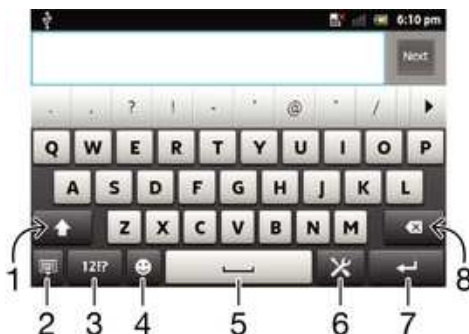 6:10 pm
Next
. , ? ! - ' @ /
Q W E R T Y U I O P
A S D F G H J K L
1 Z X C V B N M 8
12!?
2 3 4 5 6 7